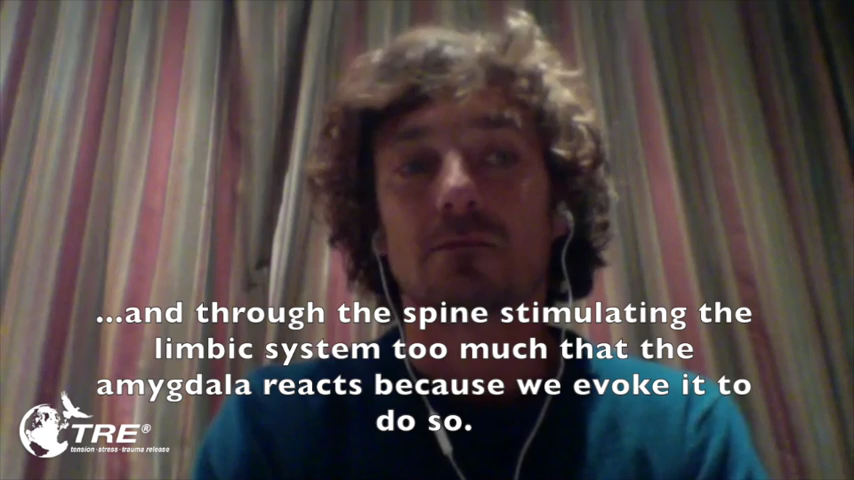 ...and through the spine stimulating the
limbic system too much that the
amygdala reacts because we evoke it to
do so.
TRE®
tension · stress · trauma release